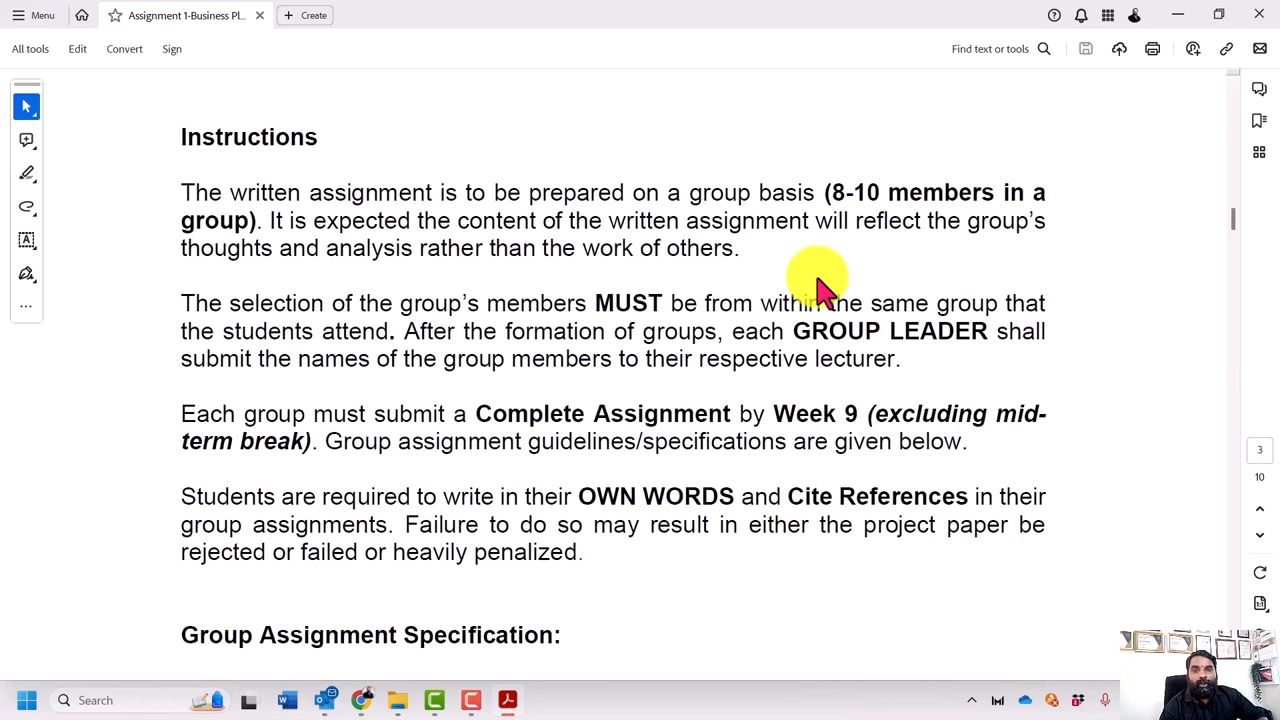 Menu
Assignment 1-Business Pl...
Create
All tools
Edit
Convert
Sign
Find text or tools
Instructions
The written assignment is to be prepared on a group basis (8-10 members in a
group). It is expected the content of the written assignment will reflect the group's
thoughts and analysis rather than the work of others.
The selection of the group's members MUST be from within the same group that
the students attend. After the formation of groups, each GROUP LEADER shall
submit the names of the group members to their respective lecturer.
Each group must submit a Complete Assignment by Week 9 (excluding mid-
term break). Group assignment guidelines/specifications are given below.
Students are required to write in their OWN WORDS and Cite References in their
group assignments. Failure to do so may result in either the project paper be
rejected or failed or heavily penalized.
Group Assignment Specification:
3
10
Search